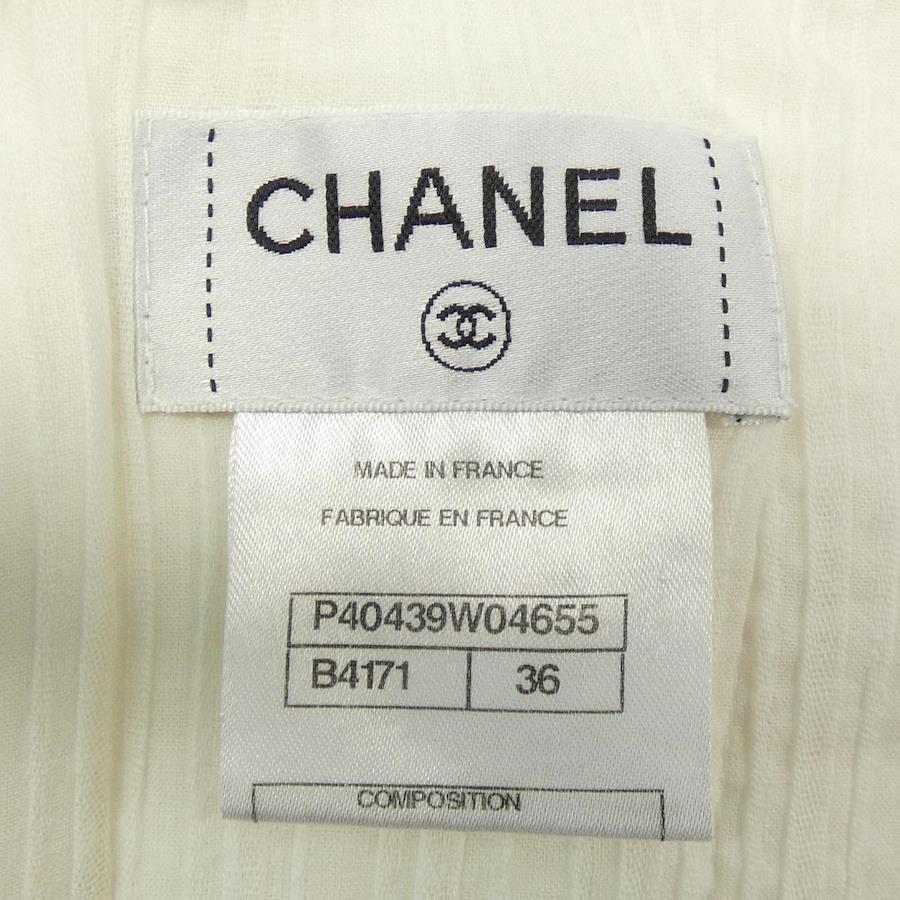 CHANEL
MADE IN FRANCE
FABRIQUE EN FRANCE
P40439W04655
B4171 36
COMPOSITION